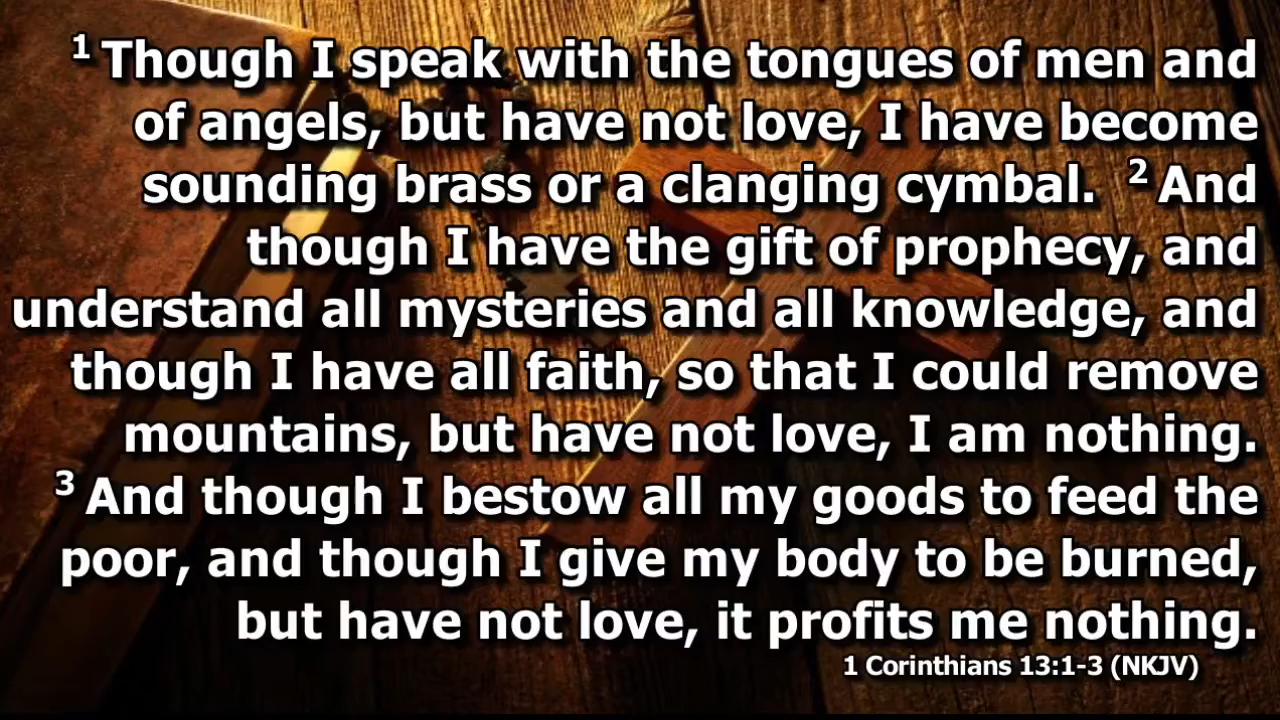 1 Though I speak with the tongues of men and
of angels, but have not love, I have become
sounding brass or a clanging cymbal. 2 And
though I have the gift of prophecy, and
understand all mysteries and all knowledge, and
though I have all faith, so that I could remove
mountains, but have not love, I am nothing.
3 And though I bestow all my goods to feed the
poor, and though I give my body to be burned,
but have not love, it profits me nothing.
1 Corinthians 13:1-3 (NKJV)